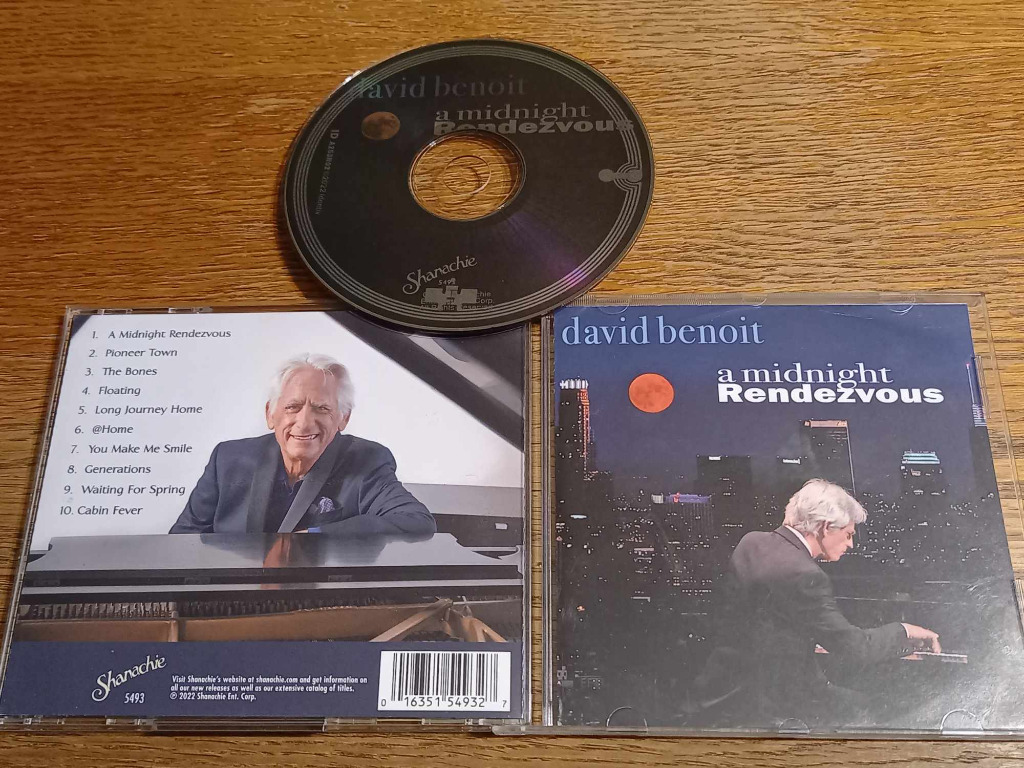 david benoit
a midnight
Rendezvous
Shanachie
5493
1. A Midnight Rendezvous
2. Pioneer Town
3. The Bones
4. Floating
5. Long Journey Home
6. @Home
7. You Make Me Smile
8. Generations
9. Waiting For Spring
10. Cabin Fever
Shanachie
5493
Visit Shanachie's website at shanachie.com and get information on
all our new releases as well as our extensive catalog of titles.
℗ 2022 Shanachie Ent. Corp.
0 16351 54932 7
david benoit
a midnight
Rendezvous